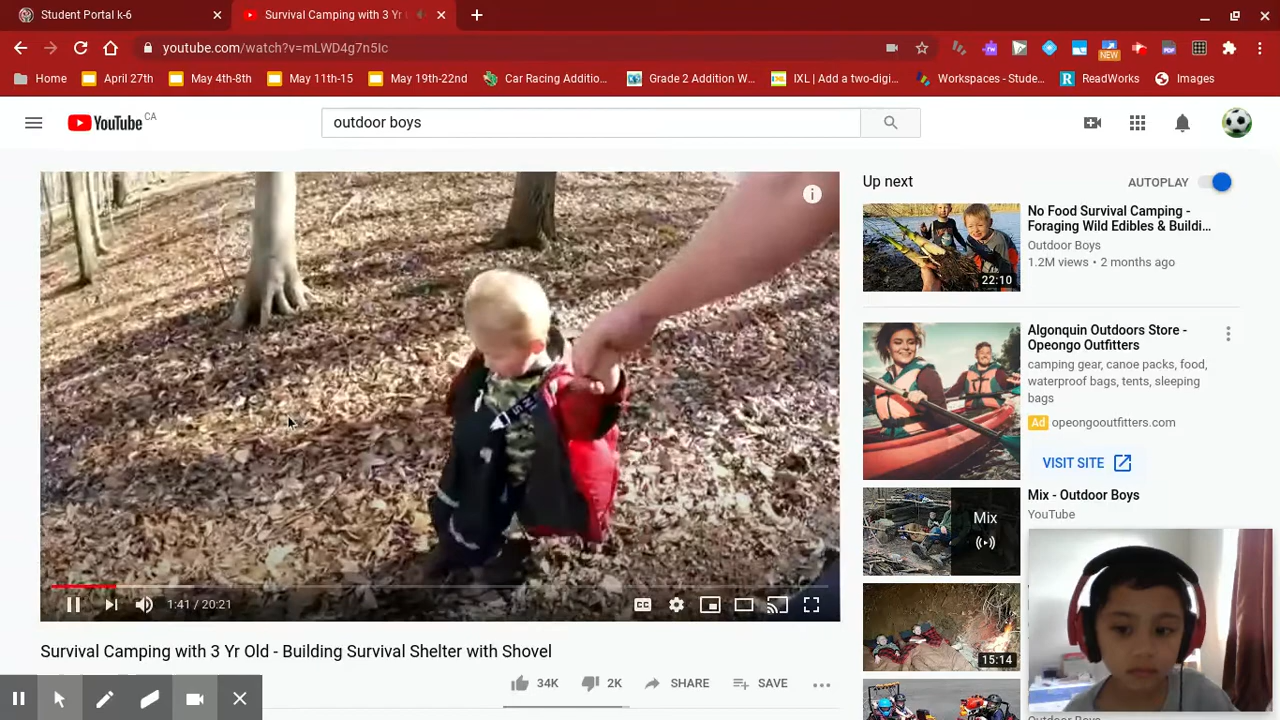 Student Portal k-6
Survival Camping with 3 Yr
youtube.com/watch?v=mLWD4g7n5Ic
NEW
PDF
Home
April 27th
May 4th-8th
May 11th-15
May 19th-22nd
Car Racing Additio...
Grade 2 Addition W...
IXL | Add a two-digi...
Workspaces - Stude...
ReadWorks
Images
YouTube CA
outdoor boys
Up next
AUTOPLAY
No Food Survival Camping -
Foraging Wild Edibles & Buildi...
Outdoor Boys
1.2M views • 2 months ago
22:10
Algonquin Outdoors Store -
Opeongo Outfitters
camping gear, canoe packs, food,
waterproof bags, tents, sleeping
bags
Ad opeongooutfitters.com
VISIT SITE
Mix - Outdoor Boys
YouTube
Mix
15:14
1:41 / 20:21
CC
Survival Camping with 3 Yr Old - Building Survival Shelter with Shovel
34K
2K
SHARE
SAVE
Outdoor Boys